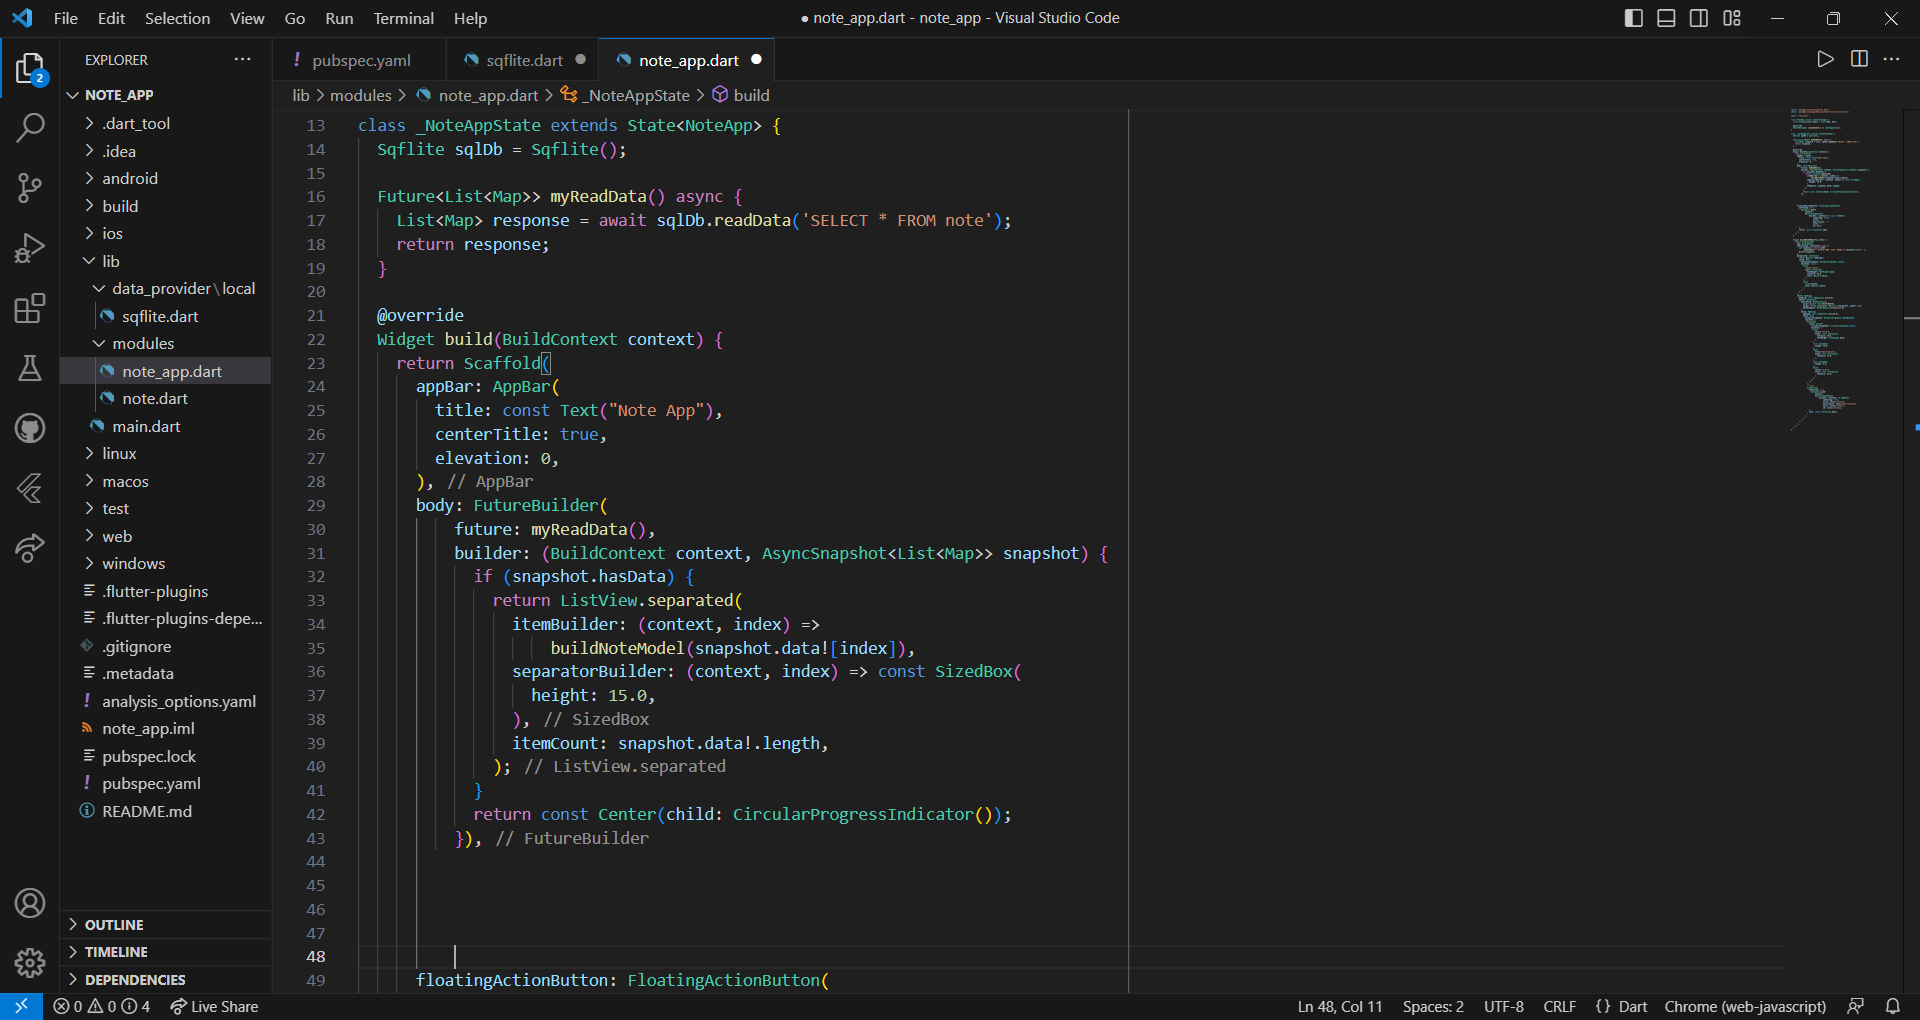 File Edit Selection View Go Run Terminal Help
● note_app.dart - note_app - Visual Studio Code
EXPLORER ...
! pubspec.yaml
sqflite.dart
note_app.dart
lib > modules > note_app.dart > _NoteAppState > build
2
NOTE_APP
.dart_tool
.idea
android
build
ios
lib
data_provider\local
sqflite.dart
modules
note_app.dart
note.dart
main.dart
linux
macos
test
web
windows
.flutter-plugins
.flutter-plugins-depe...
.gitignore
.metadata
! analysis_options.yaml
note_app.iml
pubspec.lock
! pubspec.yaml
README.md
OUTLINE
TIMELINE
DEPENDENCIES
13 class _NoteAppState extends State<NoteApp> {
14 Sqflite sqlDb = Sqflite();
15
16 Future<List<Map>> myReadData() async {
17 List<Map> response = await sqlDb.readData('SELECT * FROM note');
18 return response;
19 }
20
21 @override
22 Widget build(BuildContext context) {
23 return Scaffold(
24 appBar: AppBar(
25 title: const Text("Note App"),
26 centerTitle: true,
27 elevation: 0,
28 ), // AppBar
29 body: FutureBuilder(
30 future: myReadData(),
31 builder: (BuildContext context, AsyncSnapshot<List<Map>> snapshot) {
32 if (snapshot.hasData) {
33 return ListView.separated(
34 itemBuilder: (context, index) =>
35 buildNoteModel(snapshot.data![index]),
36 separatorBuilder: (context, index) => const SizedBox(
37 height: 15.0,
38 ), // SizedBox
39 itemCount: snapshot.data!.length,
40 ); // ListView.separated
41 }
42 return const Center(child: CircularProgressIndicator());
43 }), // FutureBuilder
44
45
46
47
48
49 floatingActionButton: FloatingActionButton(
0 0 4 Live Share
Ln 48, Col 11 Spaces: 2 UTF-8 CRLF {} Dart Chrome (web-javascript)